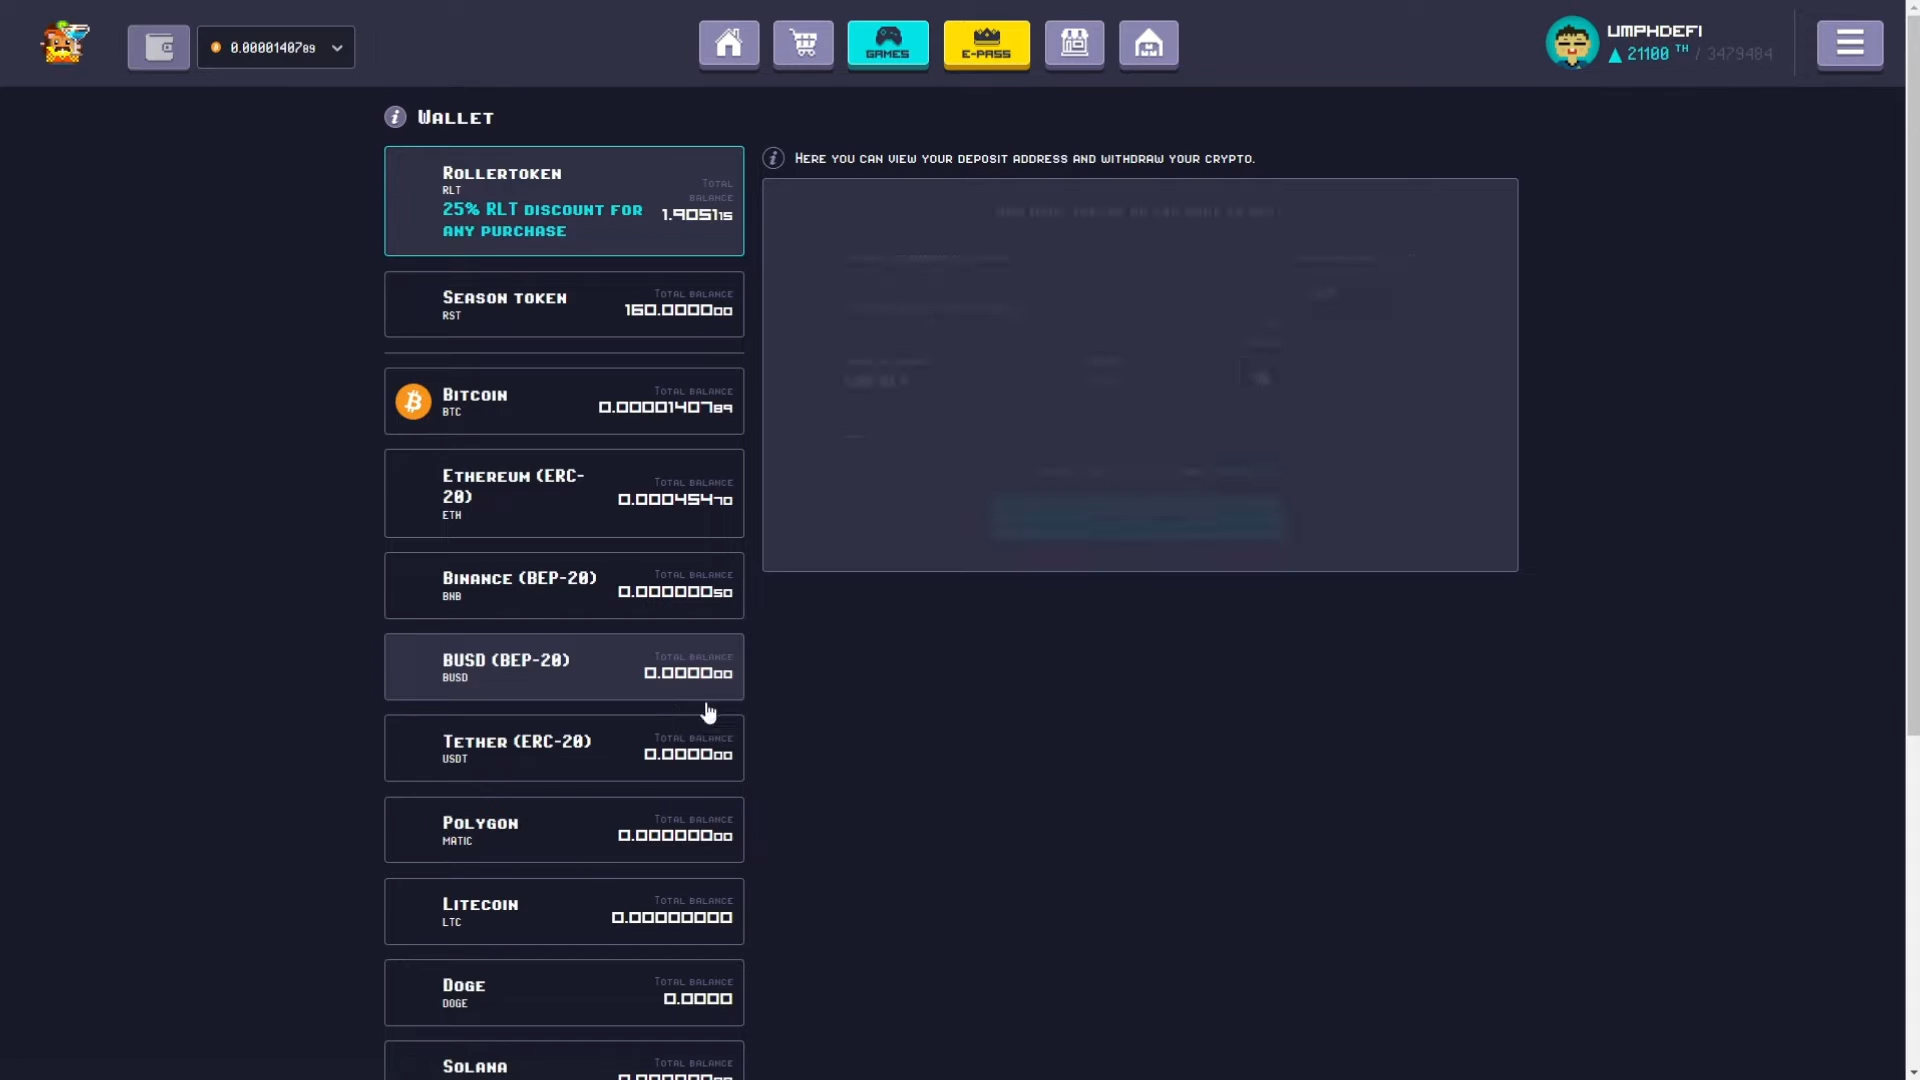 0.0000140789
GAMES
E-PASS
UMPHDEFI
21100 TH / 3479484
i WALLET
ROLLERTOKEN
RLT
25% RLT DISCOUNT FOR
ANY PURCHASE
TOTAL
BALANCE
1.905115
SEASON TOKEN
RST
TOTAL BALANCE
160.000000
BITCOIN
BTC
TOTAL BALANCE
0.0000140789
ETHEREUM (ERC-
20)
ETH
TOTAL BALANCE
0.00045470
BINANCE (BEP-20)
BNB
TOTAL BALANCE
0.00000050
BUSD (BEP-20)
BUSD
TOTAL BALANCE
0.000000
TETHER (ERC-20)
USDT
TOTAL BALANCE
0.000000
POLYGON
MATIC
TOTAL BALANCE
0.00000000
LITECOIN
LTC
TOTAL BALANCE
0.00000000
DOGE
DOGE
TOTAL BALANCE
0.0000
SOLANA
TOTAL BALANCE
i HERE YOU CAN VIEW YOUR DEPOSIT ADDRESS AND WITHDRAW YOUR CRYPTO.